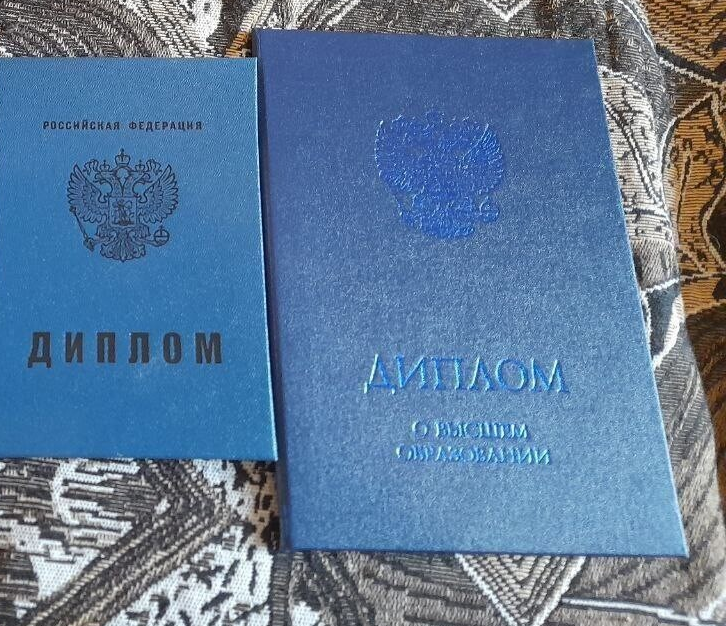 РОССИЙСКАЯ ФЕДЕРАЦИЯ
ДИПЛОМ
ДИПЛОМ
О ВЫСШЕМ
ОБРАЗОВАНИИ